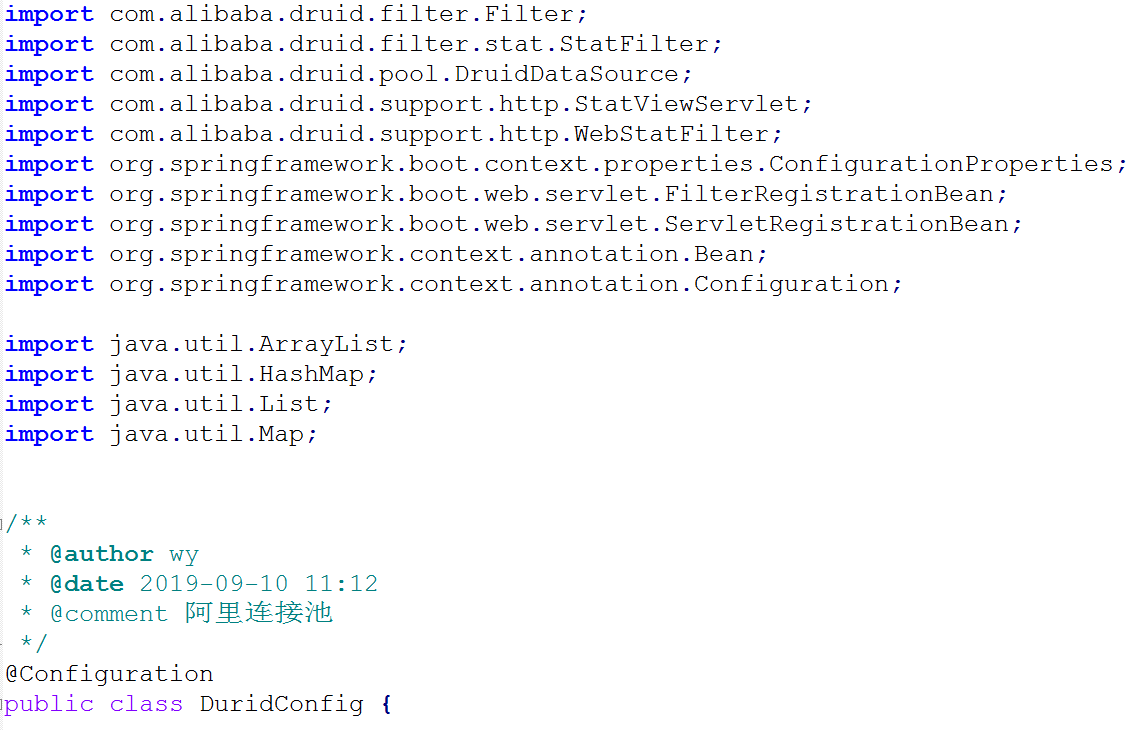 import com.alibaba.druid.filter.Filter;
import com.alibaba.druid.filter.stat.StatFilter;
import com.alibaba.druid.pool.DruidDataSource;
import com.alibaba.druid.support.http.StatViewServlet;
import com.alibaba.druid.support.http.WebStatFilter;
import org.springframework.boot.context.properties.ConfigurationProperties;
import org.springframework.boot.web.servlet.FilterRegistrationBean;
import org.springframework.boot.web.servlet.ServletRegistrationBean;
import org.springframework.context.annotation.Bean;
import org.springframework.context.annotation.Configuration;
import java.util.ArrayList;
import java.util.HashMap;
import java.util.List;
import java.util.Map;
/**
 * @author wy
 * @date 2019-09-10 11:12
 * @comment 阿里连接池
 */
@Configuration
public class DuridConfig {